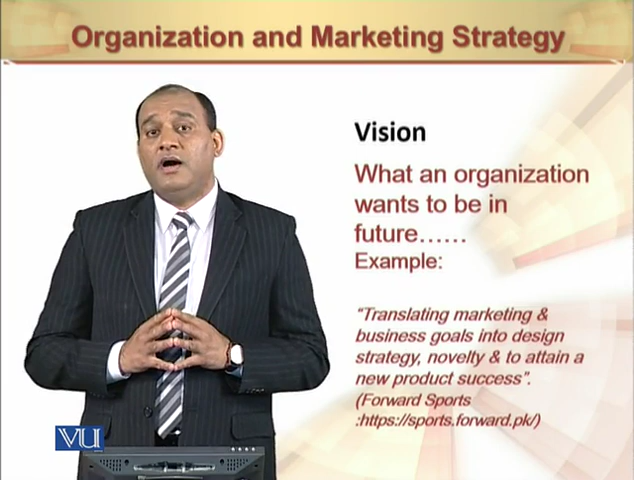 Organization and Marketing Strategy
Vision
What an organization
wants to be in
future……
Example:
“Translating marketing &
business goals into design
strategy, novelty & to attain a
new product success”.
(Forward Sports
:https://sports.forward.pk/)
VU